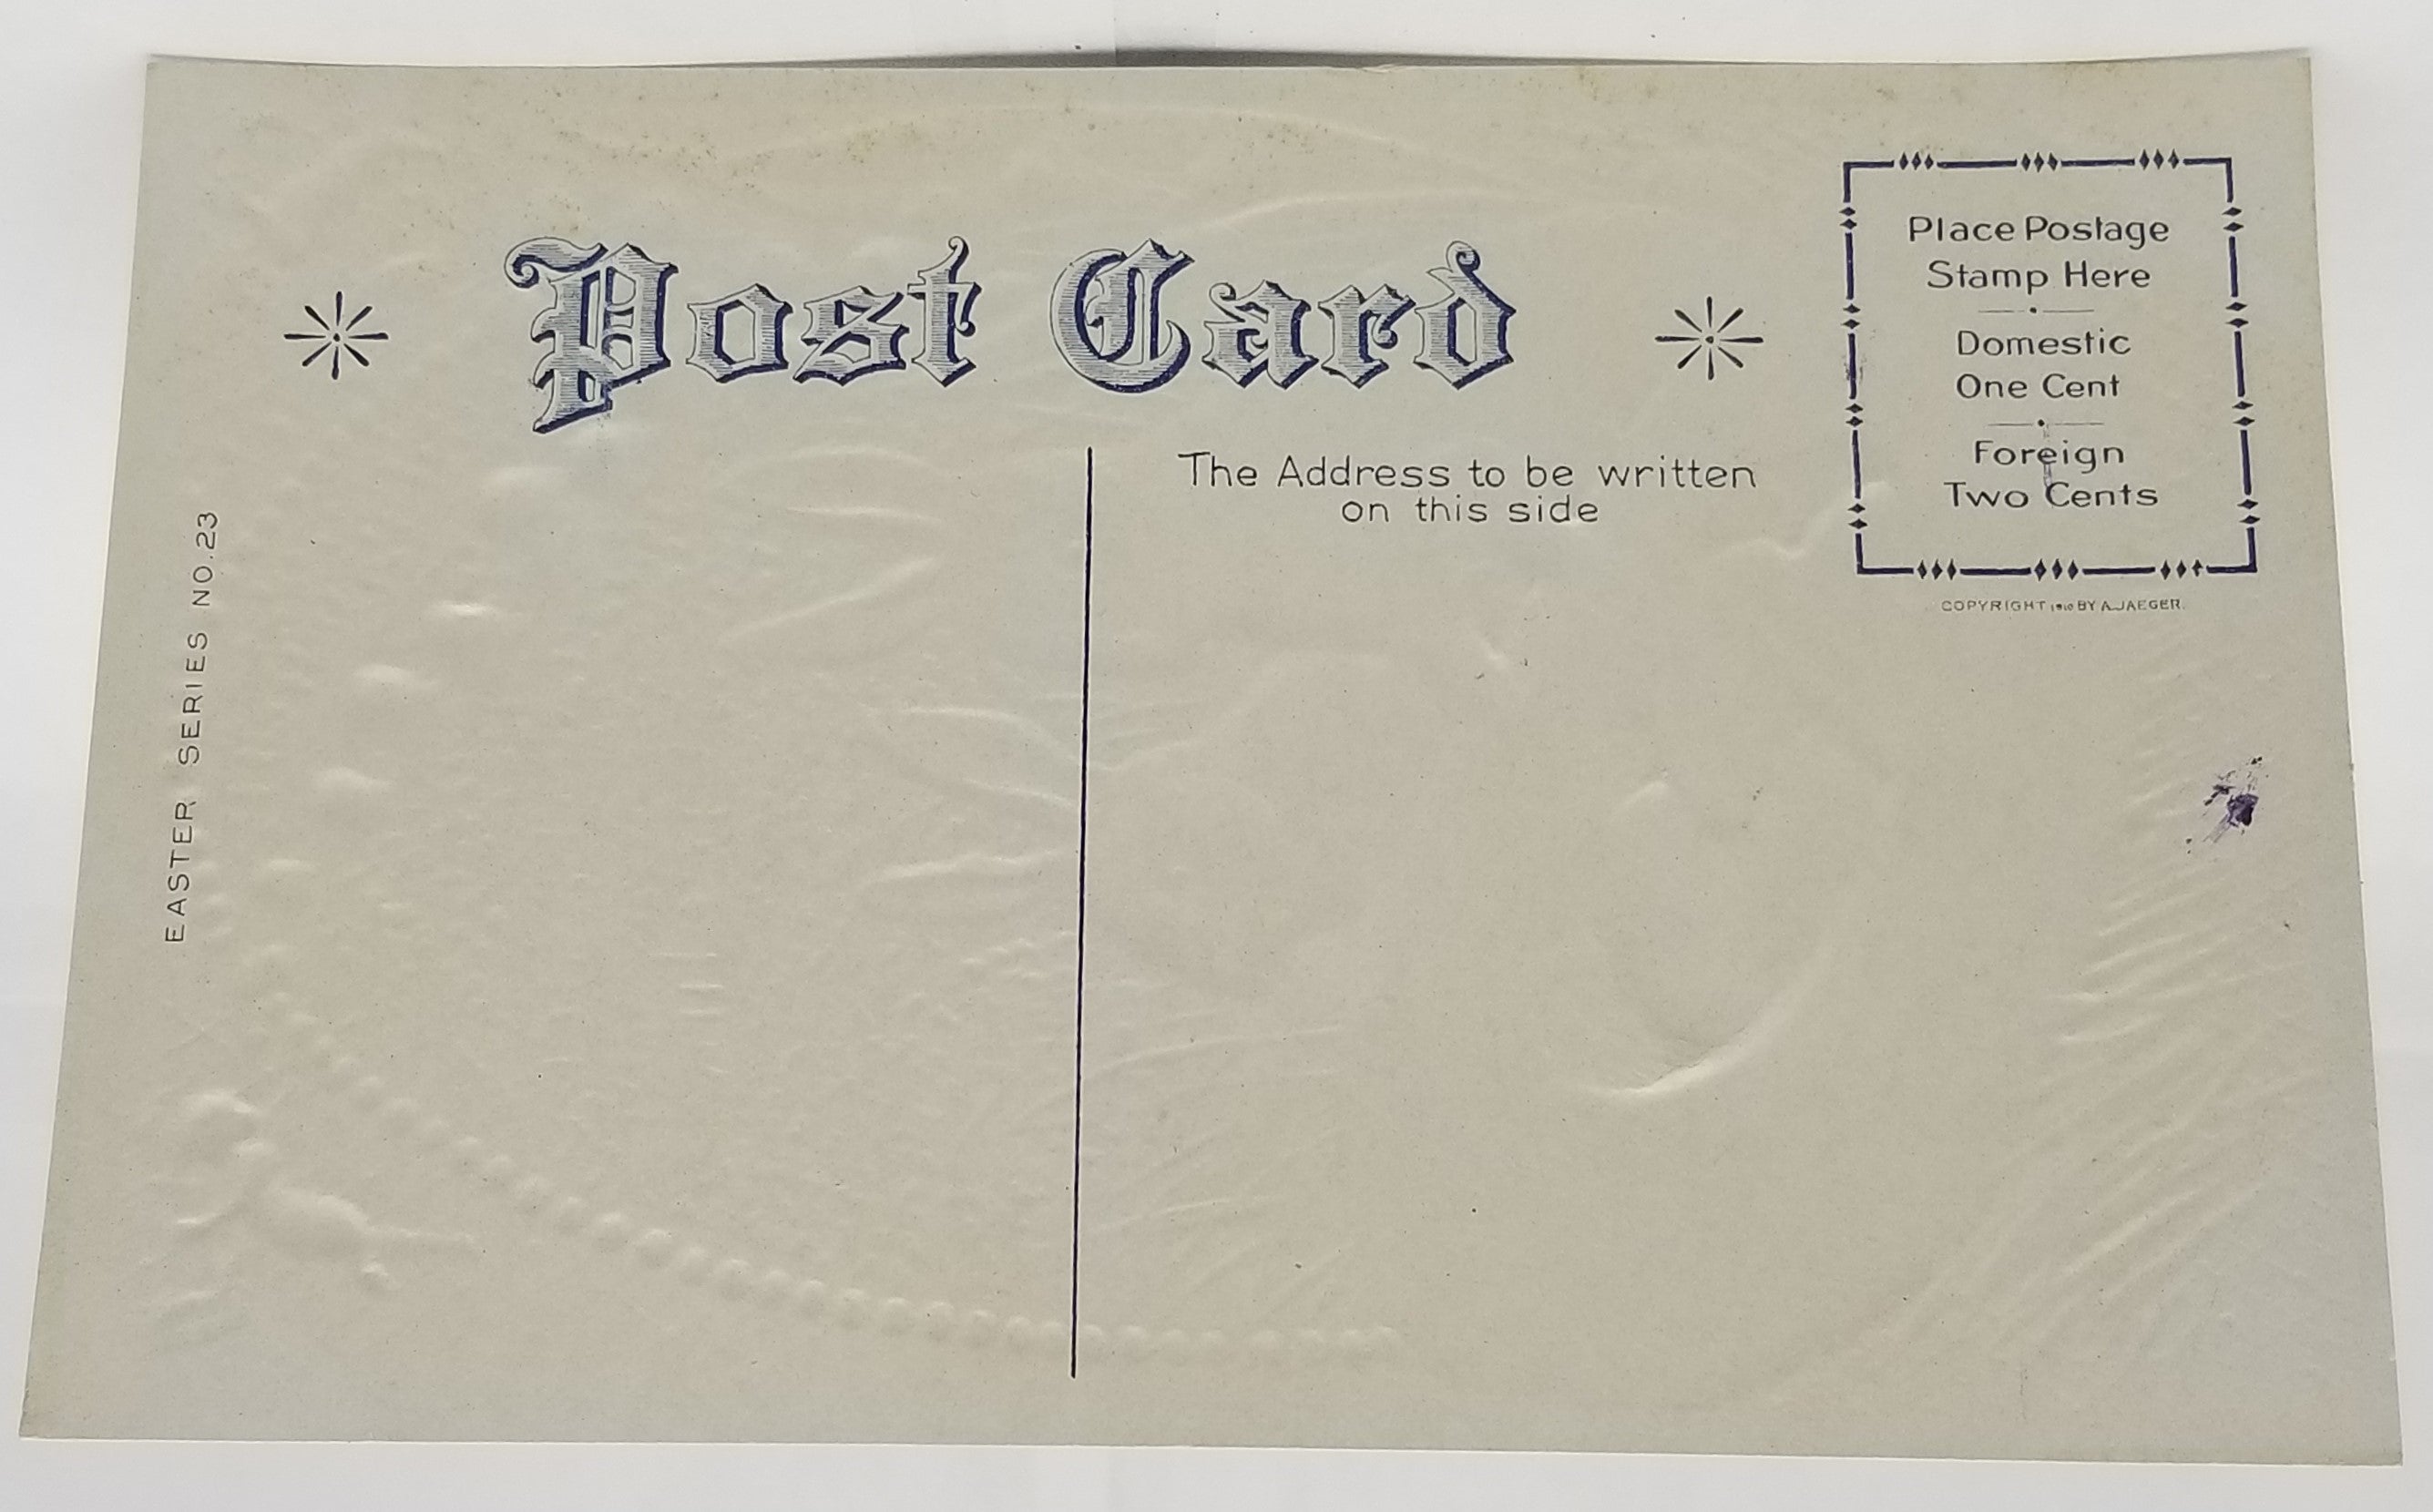 Post Card
Place Postage
Stamp Here
Domestic
One Cent
Foreign
Two Cents
The Address to be written
on this side
COPYRIGHT 1910 BY A.JAEGER.
EASTER SERIES NO.23